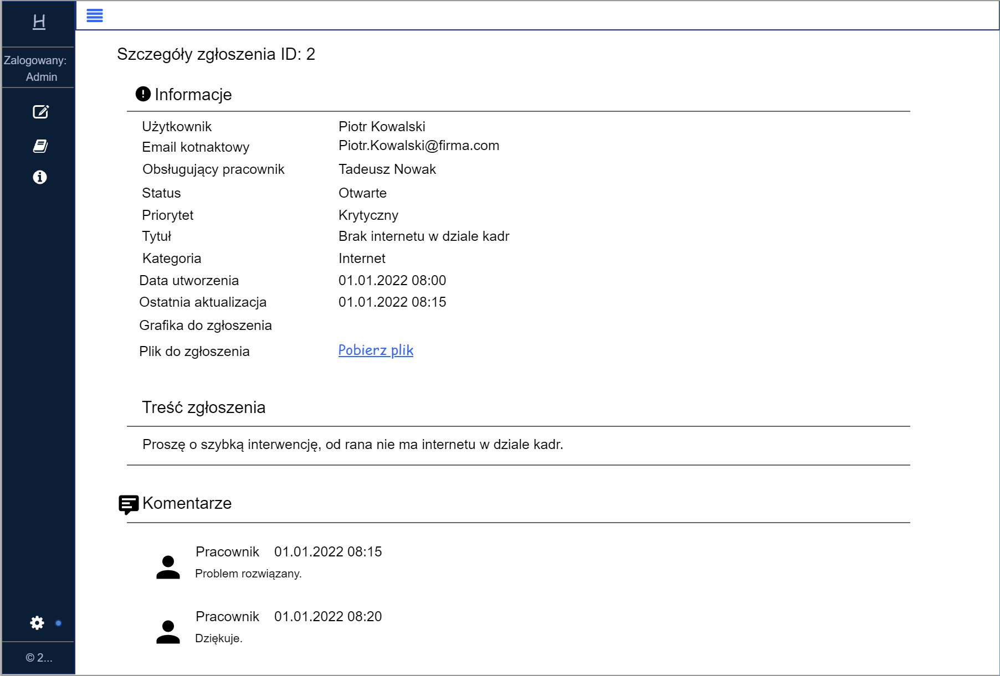 H
Zalogowany:
Admin
Szczegóły zgłoszenia ID: 2
Informacje
Użytkownik Piotr Kowalski
Email kotnaktowy Piotr.Kowalski@firma.com
Obsługujący pracownik Tadeusz Nowak
Status Otwarte
Priorytet Krytyczny
Tytuł Brak internetu w dziale kadr
Kategoria Internet
Data utworzenia 01.01.2022 08:00
Ostatnia aktualizacja 01.01.2022 08:15
Grafika do zgłoszenia
Plik do zgłoszenia Pobierz plik
Treść zgłoszenia
Proszę o szybką interwencję, od rana nie ma internetu w dziale kadr.
Komentarze
Pracownik 01.01.2022 08:15
Problem rozwiązany.
Pracownik 01.01.2022 08:20
Dziękuje.
© 2...